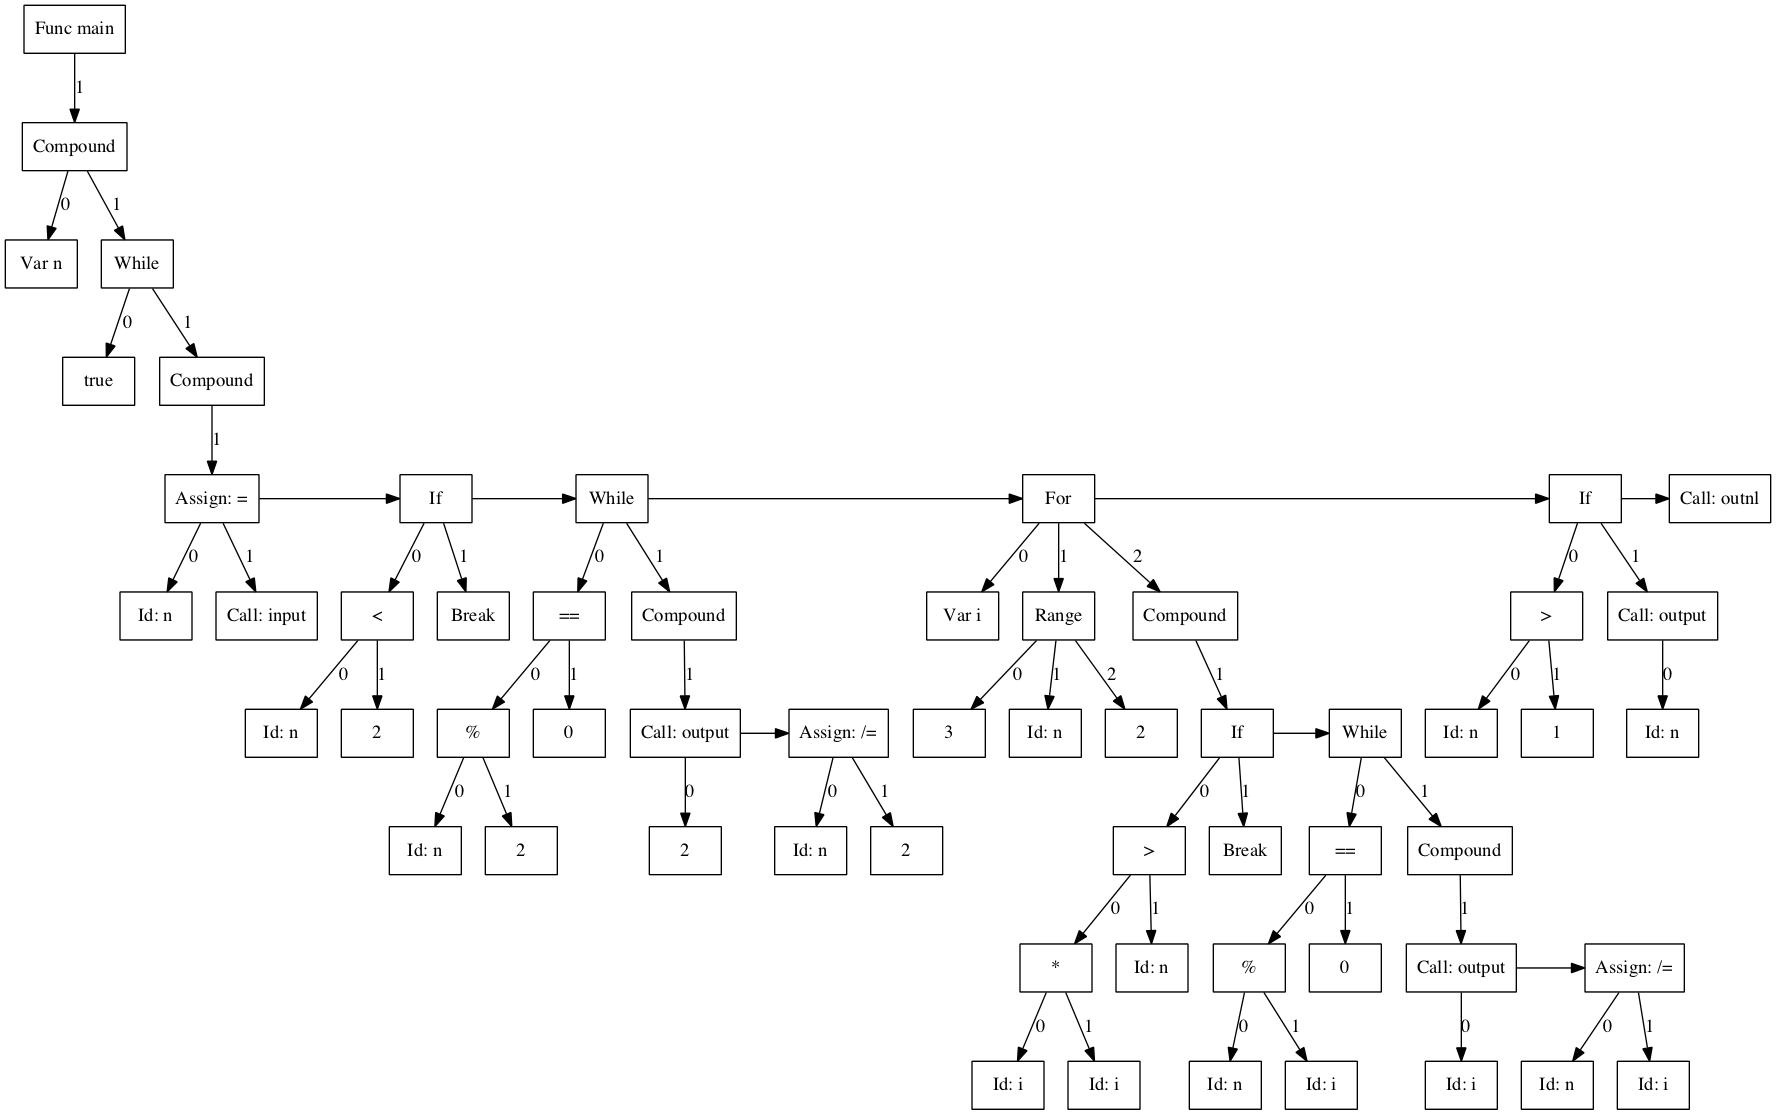 Func main
1
Compound
0 1
Var n While
0 1
true Compound
1
Assign: = If While For If Call: outnl
0 1 0 1 0 1 0 1 2 0 1
Id: n Call: input < Break == Compound Var i Range Compound > Call: output
0 1 0 1 1 0 1 2 1 0 1 0
Id: n 2 % 0 Call: output Assign: /= 3 Id: n 2 If While Id: n 1 Id: n
0 1 0 0 1 0 1 0 1
Id: n 2 2 Id: n 2 > Break == Compound
0 1 0 1 1
* Id: n % 0 Call: output Assign: /=
0 1 0 1 0 0 1
Id: i Id: i Id: n Id: i Id: i Id: n Id: i